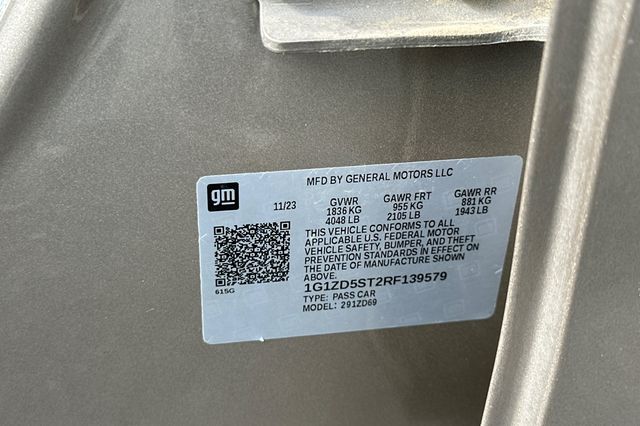 gm
MFD BY GENERAL MOTORS LLC
11/23 GVWR GAWR FRT GAWR RR
1836 KG 955 KG 881 KG
4048 LB 2105 LB 1943 LB
THIS VEHICLE CONFORMS TO ALL
APPLICABLE U.S. FEDERAL MOTOR
VEHICLE SAFETY, BUMPER, AND THEFT
PREVENTION STANDARDS IN EFFECT ON
THE DATE OF MANUFACTURE SHOWN
ABOVE.
1G1ZD5ST2RF139579
TYPE: PASS CAR
MODEL: 291ZD69
615G